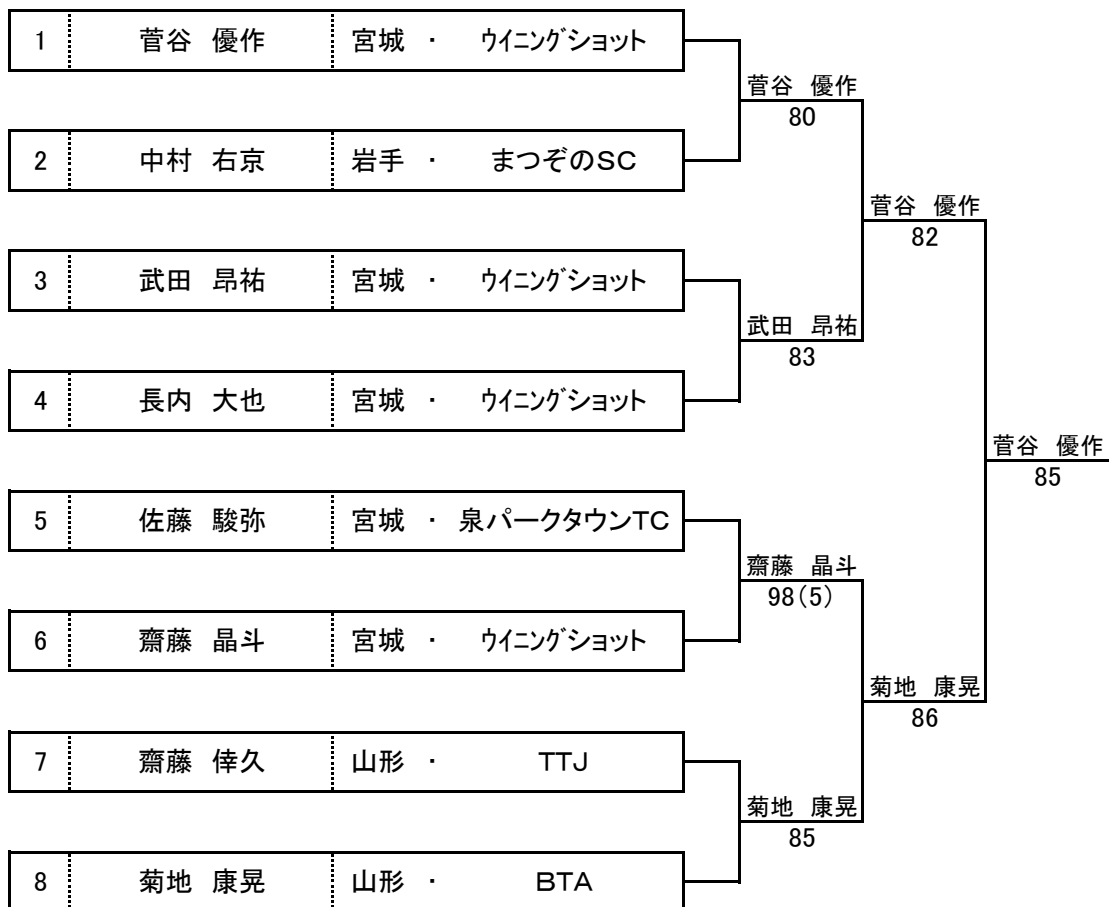 1 菅谷 優作 宮城 ・ ウイニングショット
菅谷 優作
80
2 中村 右京 岩手 ・ まつぞのSC
菅谷 優作
82
3 武田 昂祐 宮城 ・ ウイニングショット
武田 昂祐
83
4 長内 大也 宮城 ・ ウイニングショット
菅谷 優作
85
5 佐藤 駿弥 宮城 ・ 泉パークタウンTC
齋藤 晶斗
98(5)
6 齋藤 晶斗 宮城 ・ ウイニングショット
菊地 康晃
86
7 齋藤 倖久 山形 ・ TTJ
菊地 康晃
85
8 菊地 康晃 山形 ・ BTA